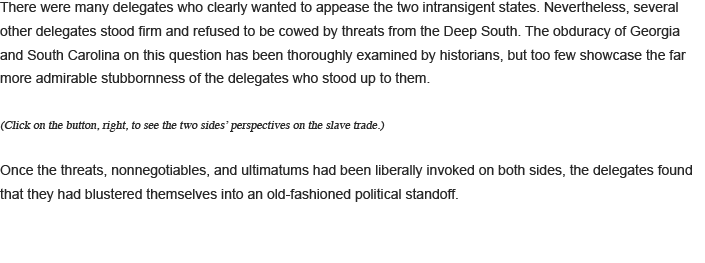 There were many delegates who clearly wanted to appease the two intransigent states. Nevertheless, several
other delegates stood firm and refused to be cowed by threats from the Deep South. The obduracy of Georgia
and South Carolina on this question has been thoroughly examined by historians, but too few showcase the far
more admirable stubbornness of the delegates who stood up to them.
(Click on the button, right, to see the two sides’ perspectives on the slave trade.)
Once the threats, nonnegotiables, and ultimatums had been liberally invoked on both sides, the delegates found
that they had blustered themselves into an old-fashioned political standoff.